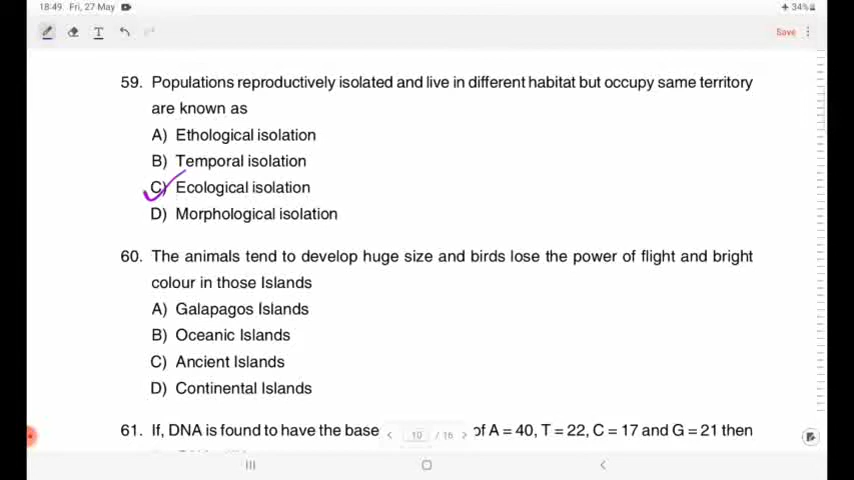 18:49 Fri, 27 May
34%
T
Save
59. Populations reproductively isolated and live in different habitat but occupy same territory
are known as
A) Ethological isolation
B) Temporal isolation
C) Ecological isolation
D) Morphological isolation
60. The animals tend to develop huge size and birds lose the power of flight and bright
colour in those Islands
A) Galapagos Islands
B) Oceanic Islands
C) Ancient Islands
D) Continental Islands
61. If, DNA is found to have the base of A = 40, T = 22, C = 17 and G = 21 then
< 10 / 16 >